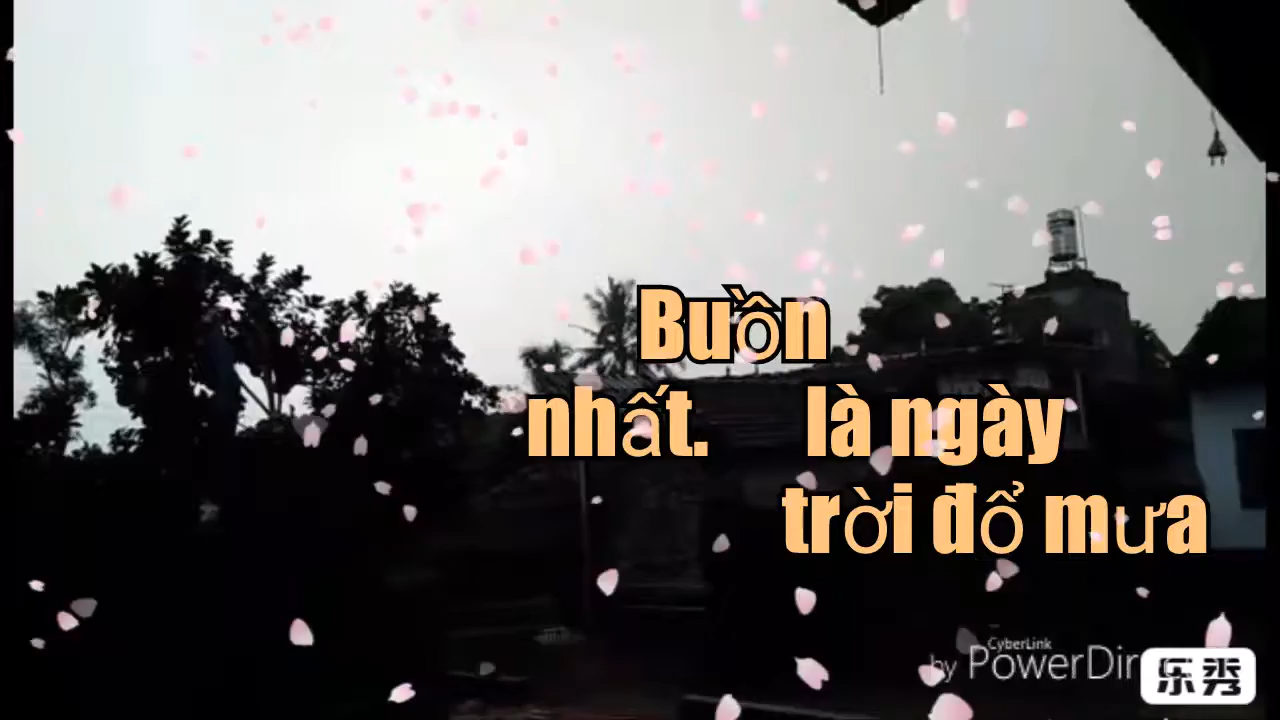 Buồn
nhất. là ngày
trời đổ mưa
CyberLink
by PowerDir
乐秀